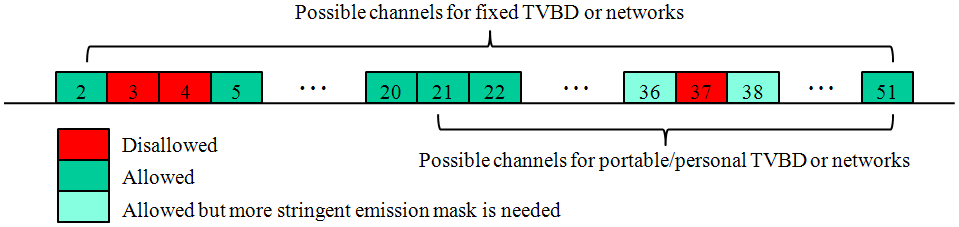 Possible channels for fixed TVBD or networks
2 3 4 5 ··· 20 21 22 ··· 36 37 38 ··· 51
Possible channels for portable/personal TVBD or networks
Disallowed
Allowed
Allowed but more stringent emission mask is needed